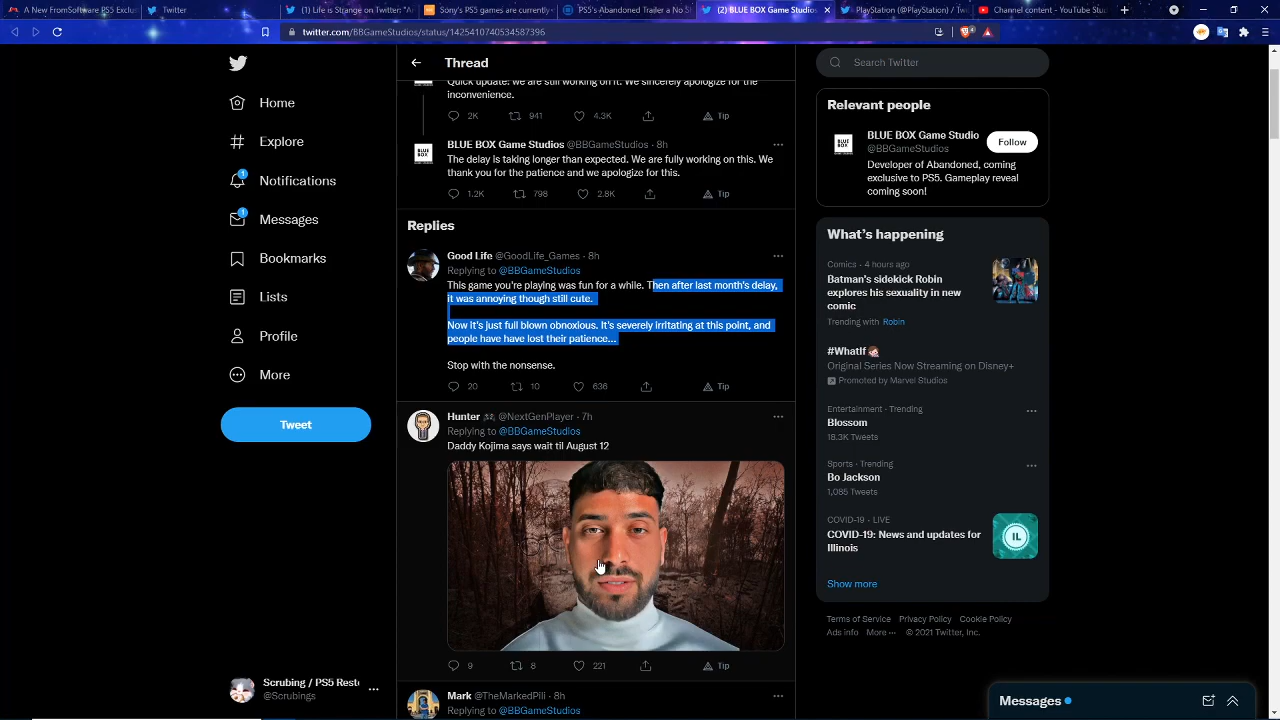 A New FromSoftware PS5 Exclus
Twitter
(1) Life is Strange on Twitter: "Ar
Sony's PS5 games are currently
PS5's Abandoned Trailer a No S
(2) BLUE BOX Game Studios
PlayStation (@PlayStation) / Tw
Channel content - YouTube Stu
twitter.com/BBGameStudios/status/1425410740534587396
Home
Explore
1
Notifications
1
Messages
Bookmarks
Lists
Profile
More
Tweet
Scrubing / PS5 Rest
@Scrubings
Thread
Quick update: we are still working on it. We sincerely apologize for the
inconvenience.
2K 941 4.3K Tip
BLUE BOX Game Studios @BBGameStudios · 8h
The delay is taking longer than expected. We are fully working on this. We
thank you for the patience and we apologize for this.
1.2K 798 2.8K Tip
Replies
Good Life @GoodLife_Games · 8h
Replying to @BBGameStudios
This game you're playing was fun for a while. Then after last month's delay,
it was annoying though still cute.
Now it's just full blown obnoxious. It's severely irritating at this point, and
people have have lost their patience...
Stop with the nonsense.
20 10 636 Tip
Hunter @NextGenPlayer · 7h
Replying to @BBGameStudios
Daddy Kojima says wait til August 12
9 8 221 Tip
Mark @TheMarkedPili · 8h
Replying to @BBGameStudios
Search Twitter
Relevant people
BLUE BOX
BLUE BOX Game Studio
@BBGameStudios
Follow
Developer of Abandoned, coming
exclusive to PS5. Gameplay reveal
coming soon!
What's happening
Comics · 4 hours ago
Batman's sidekick Robin
explores his sexuality in new
comic
Trending with Robin
#WhatIf
Original Series Now Streaming on Disney+
Promoted by Marvel Studios
Entertainment · Trending
Blossom
18.3K Tweets
Sports · Trending
Bo Jackson
1,085 Tweets
COVID-19 · LIVE
COVID-19: News and updates for
Illinois
IL
Show more
Terms of Service Privacy Policy Cookie Policy
Ads info More ··· © 2021 Twitter, Inc.
Messages